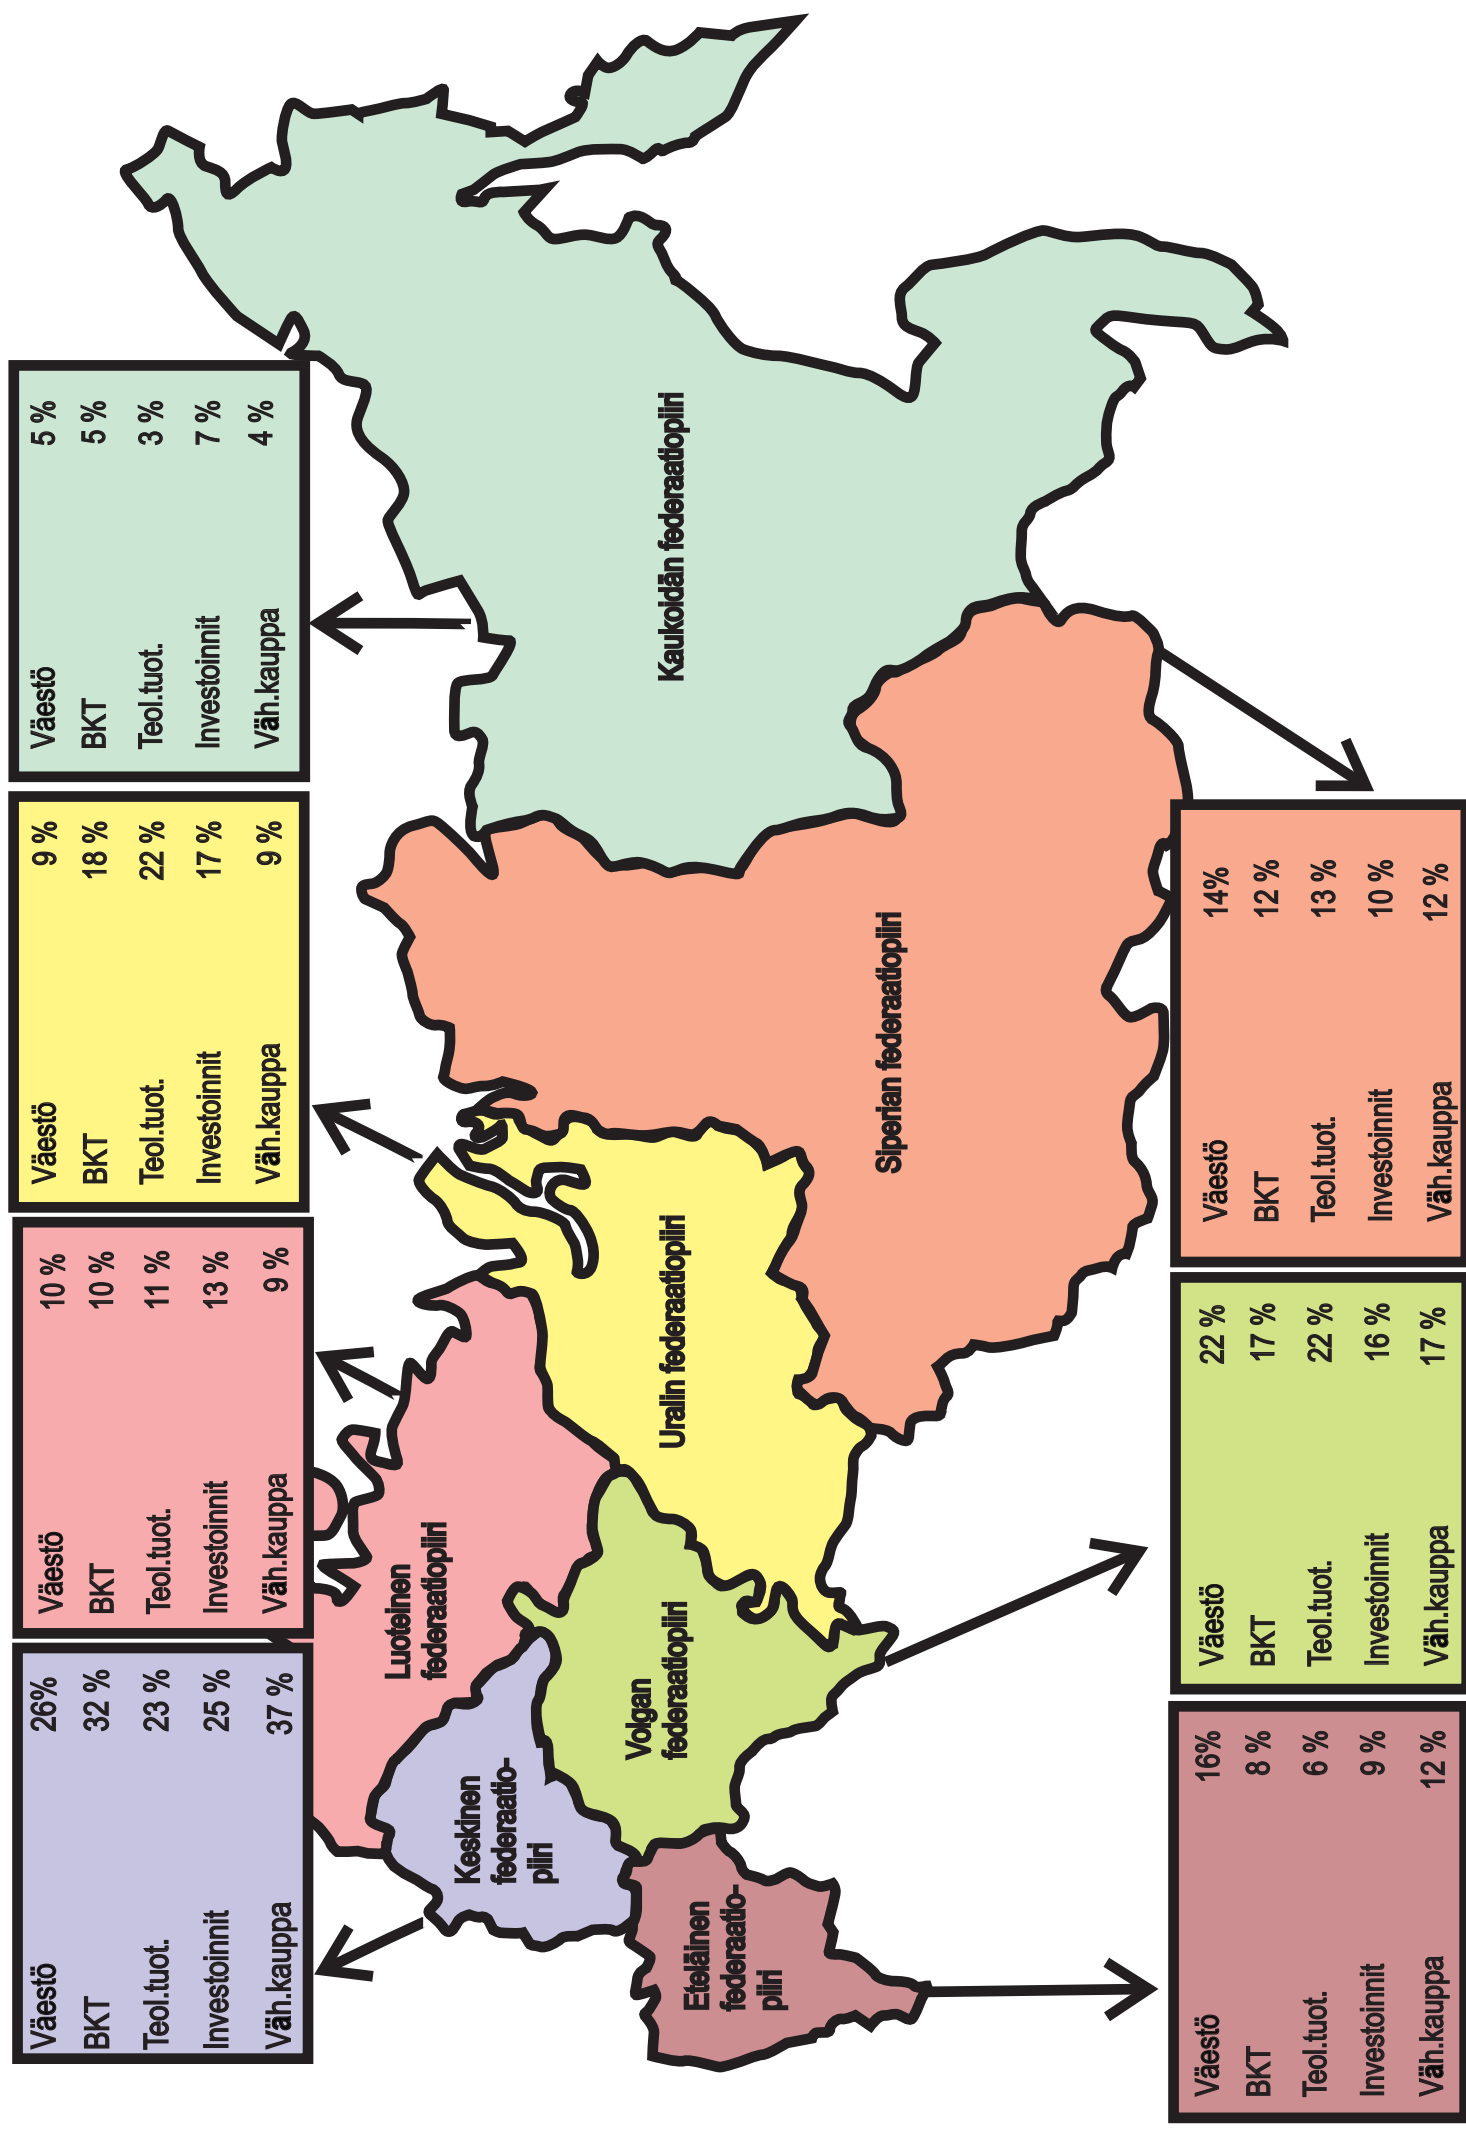 Väestö 26%
BKT 32 %
Teol.tuot. 23 %
Investoinnit 25 %
Väh.kauppa 37 %
Väestö 10 %
BKT 10 %
Teol.tuot. 11 %
Investoinnit 13 %
Väh.kauppa 9 %
Väestö 9 %
BKT 18 %
Teol.tuot. 22 %
Investoinnit 17 %
Väh.kauppa 9 %
Väestö 5 %
BKT 5 %
Teol.tuot. 3 %
Investoinnit 7 %
Väh.kauppa 4 %
Luoteinen
federaatiopiiri
Keskinen
federaatio-
piiri
Volgan
federaatiopiiri
Eteläinen
federaatio-
piiri
Uralin federaatiopiiri
Siperian federaatiopiiri
Kaukoidän federaatiopiiri
Väestö 16%
BKT 8 %
Teol.tuot. 6 %
Investoinnit 9 %
Väh.kauppa 12 %
Väestö 22 %
BKT 17 %
Teol.tuot. 22 %
Investoinnit 16 %
Väh.kauppa 17 %
Väestö 14%
BKT 12 %
Teol.tuot. 13 %
Investoinnit 10 %
Väh.kauppa 12 %